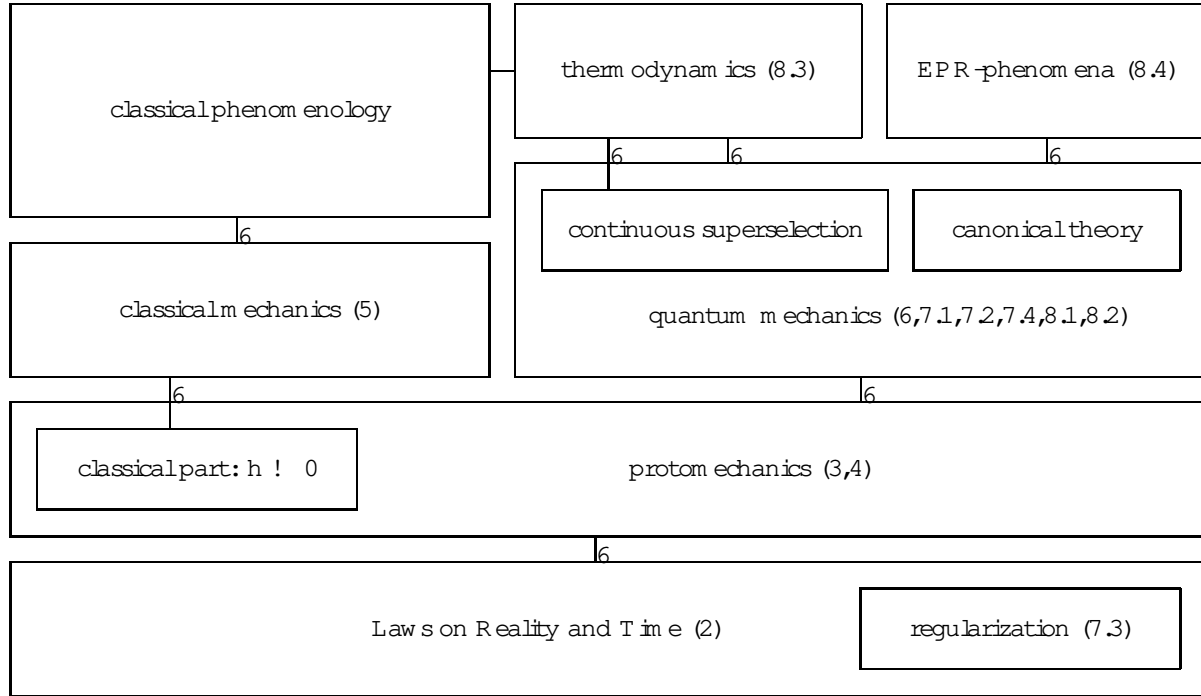 thermodynamics (8.3)
EPR-phenomena (8.4)
classical phenomenology
6
6
6
continuous superselection
canonical theory
6
classical mechanics (5)
quantum mechanics (6,7.1,7.2,7.4,8.1,8.2)
6
6
classical part: h ! 0
protomechanics (3,4)
6
Laws on Reality and Time (2)
regularization (7.3)